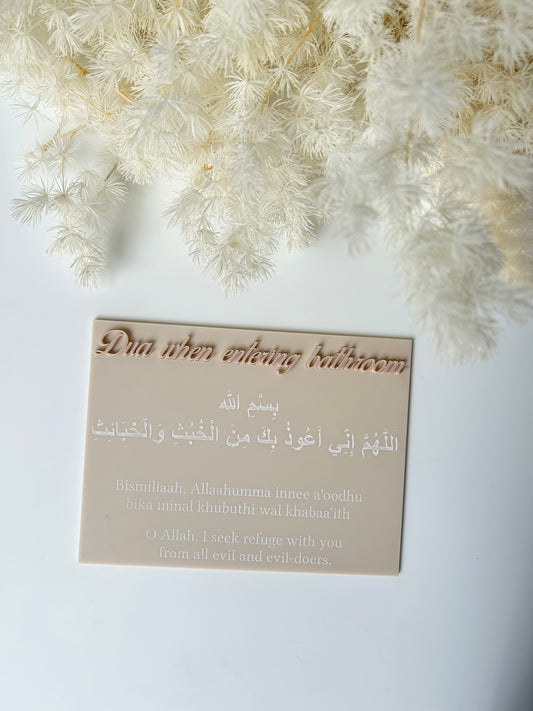 Dua when entering bathroom
بِسْمِ الله
اَللَّهُمَّ إِنِّي أَعُوذُ بِكَ مِنَ الْخُبُثِ وَالْخَبَائِثِ
Bismillaah, Allaahumma innee a'oodhu
bika minal khubuthi wal khabaa'ith
O Allah, I seek refuge with you
from all evil and evil-doers.